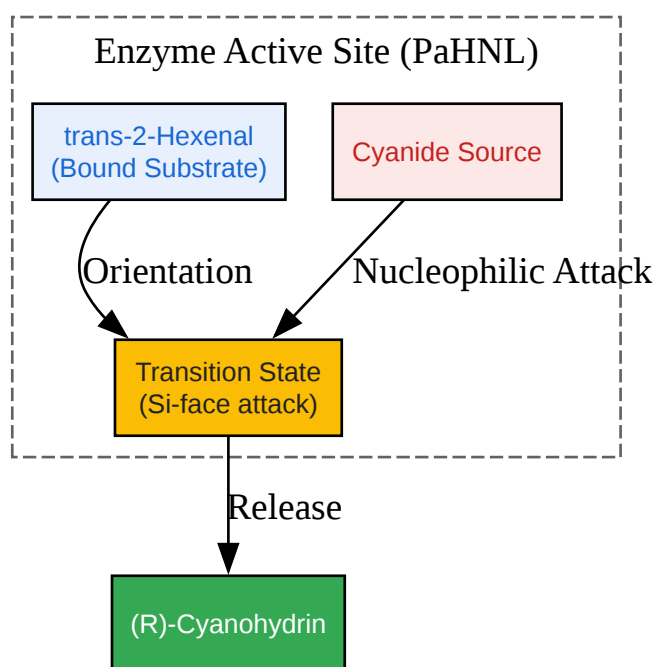 Enzyme Active Site (PaHNL)
trans-2-Hexenal
(Bound Substrate)
Cyanide Source
Orientation
Nucleophilic Attack
Transition State
(Si-face attack)
Release
(R)-Cyanohydrin